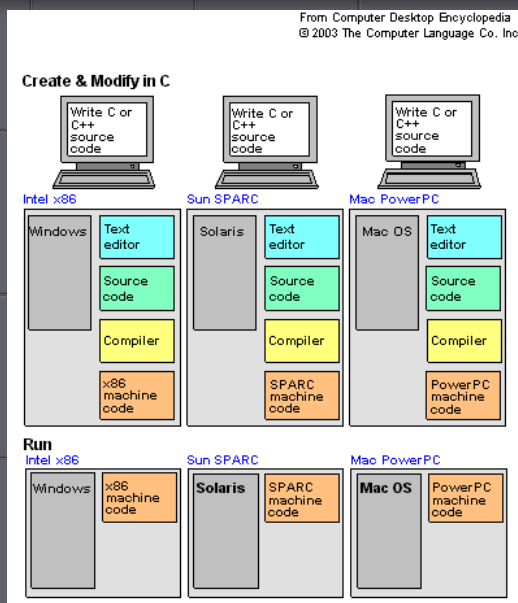 From Computer Desktop Encyclopedia
© 2003 The Computer Language Co. Inc
Create & Modify in C
Write C or
C++
source
code
Write C or
C++
source
code
Write C or
C++
source
code
Intel x86
Sun SPARC
Mac PowerPC
Windows
Text
editor
Source
code
Compiler
x86
machine
code
Solaris
Text
editor
Source
code
Compiler
SPARC
machine
code
Mac OS
Text
editor
Source
code
Compiler
PowerPC
machine
code
Run
Intel x86
Sun SPARC
Mac PowerPC
Windows
x86
machine
code
Solaris
SPARC
machine
code
Mac OS
PowerPC
machine
code